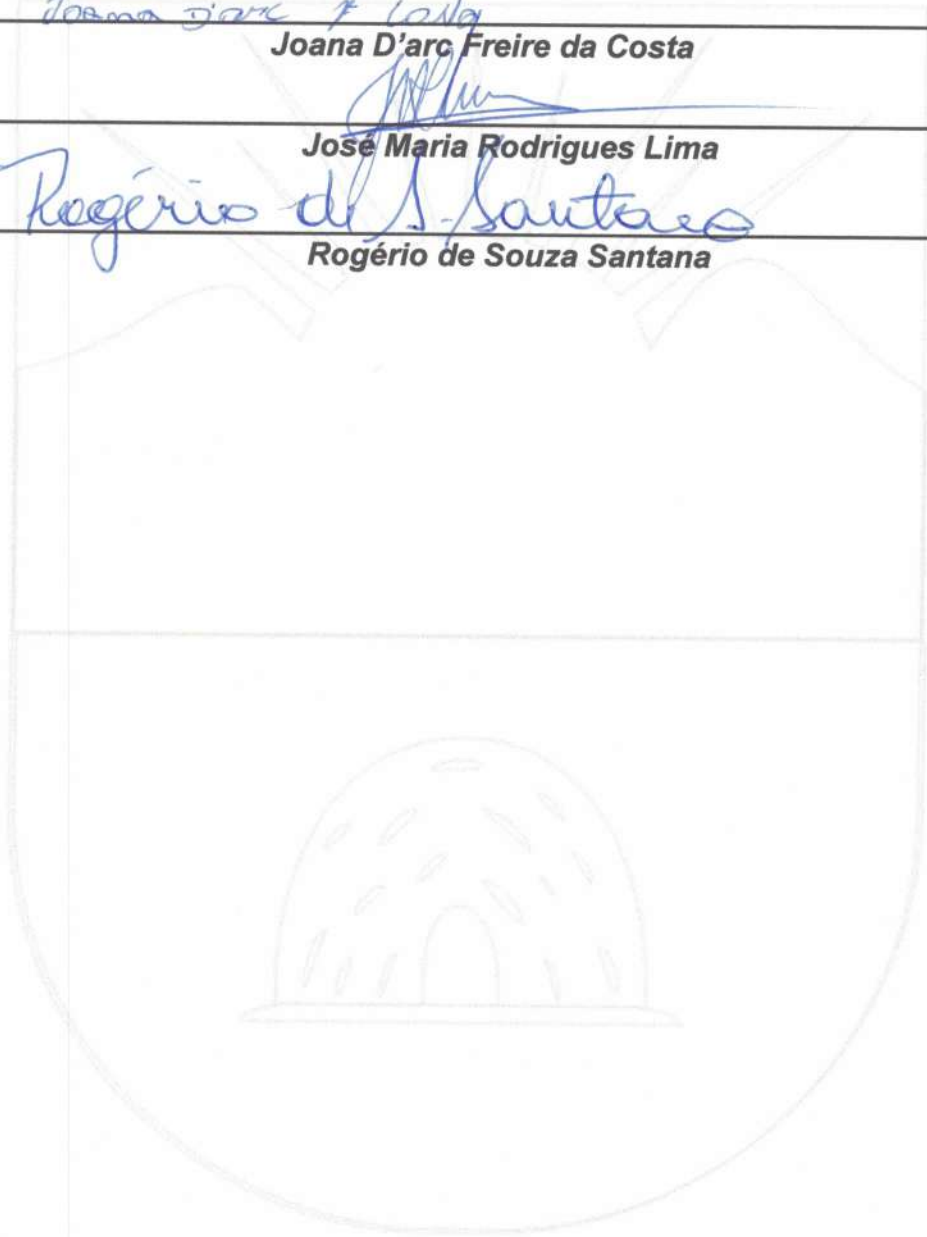 Joana D'arc F Costa
Joana D'arc Freire da Costa
José Maria Rodrigues Lima
Rogério de S. Santana
Rogério de Souza Santana